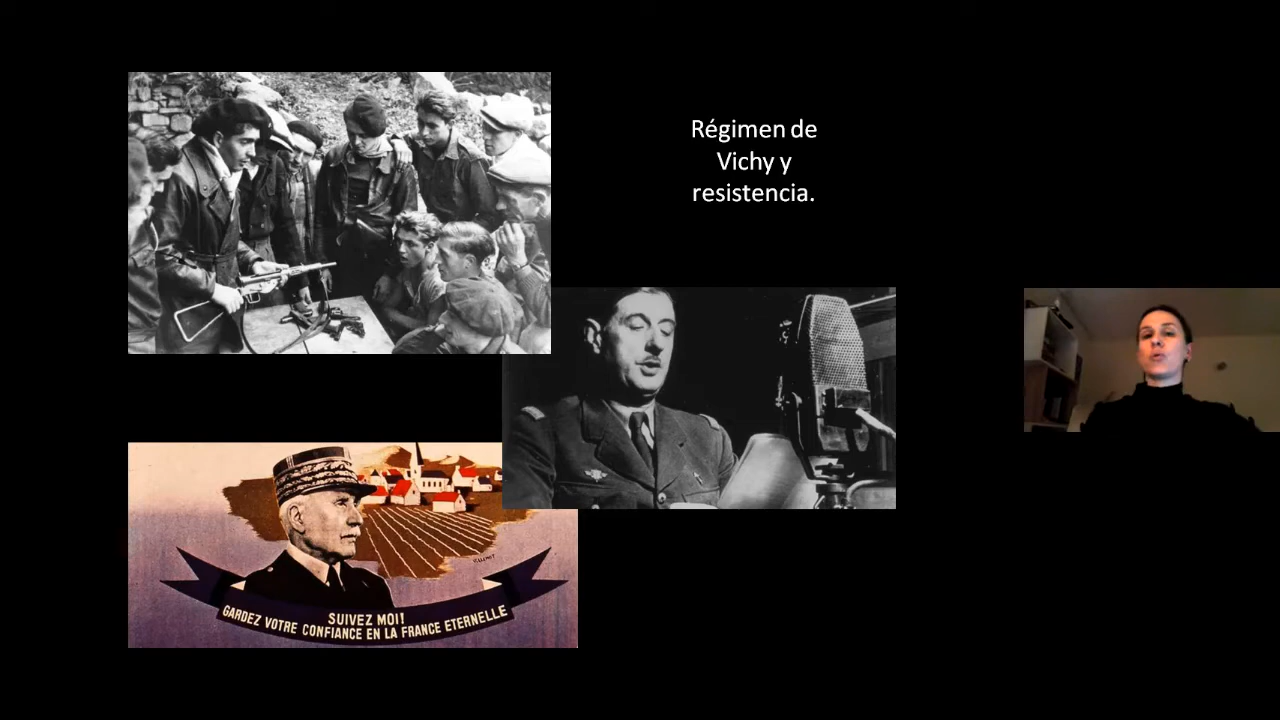 Régimen de
Vichy y
resistencia.
SUIVEZ MOI!
GARDEZ VOTRE CONFIANCE EN LA FRANCE ETERNELLE